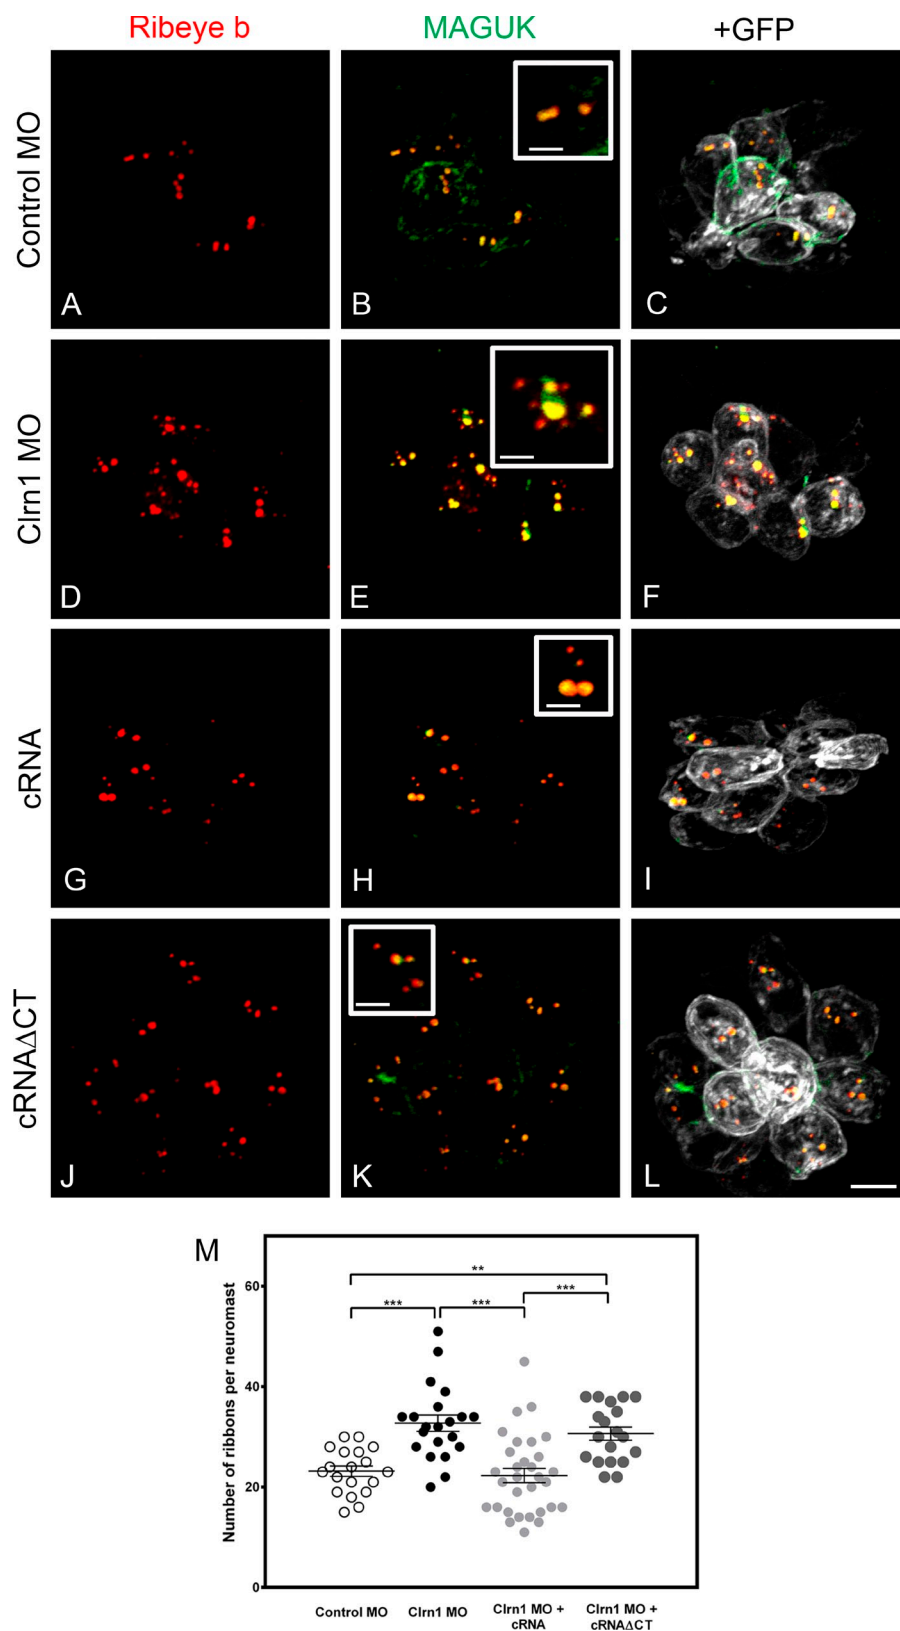 Ribeye b MAGUK +GFP
Control MO
A B C
Clrn1 MO
D E F
cRNA
G H I
cRNAΔCT
J K L
M
Number of ribbons per neuromast
**
*** *** ***
60
40
20
0
Control MO Clrn1 MO Clrn1 MO + Clrn1 MO +
cRNA cRNAΔCT